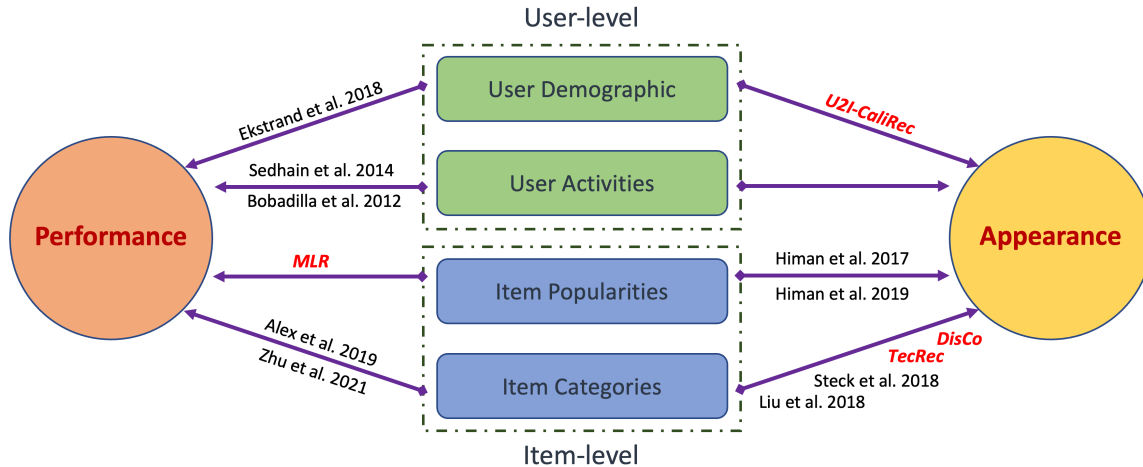 User-level
User Demographic
User Activities
Ekstrand et al. 2018
Sedhain et al. 2014
Bobadilla et al. 2012
U2I-CaliRec
Performance
Appearance
MLR
Item Popularities
Himan et al. 2017
Himan et al. 2019
Alex et al. 2019
Zhu et al. 2021
Item Categories
DisCo
TecRec
Steck et al. 2018
Liu et al. 2018
Item-level